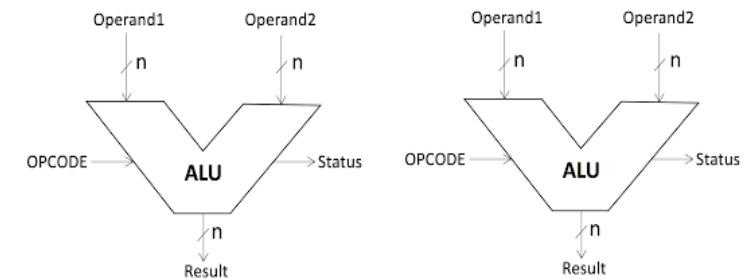 Operand1 Operand2 Operand1 Operand2
n n n n
OPCODE ALU Status OPCODE ALU Status
n n
Result Result